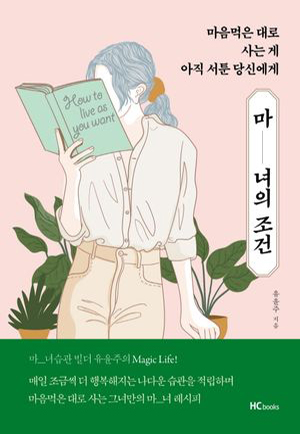 마음먹은 대로
사는 게
아직 서툰 당신에게
How to
live as
you want
마__녀의 조건
유윤주 지음
마__녀습관 빌더 유윤주의 Magic Life!
매일 조금씩 더 행복해지는 나다운 습관을 적립하며
마음먹은 대로 사는 그녀만의 마__녀 레시피
HC books